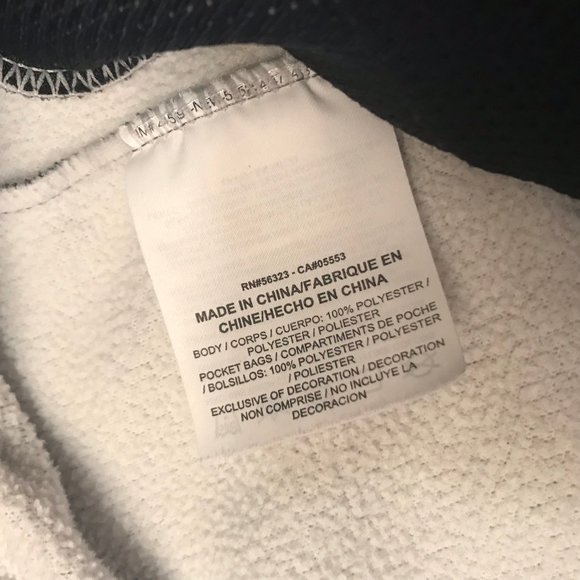 RN#56323 - CA#05553
MADE IN CHINA/FABRIQUE EN
CHINE/HECHO EN CHINA
BODY / CORPS / CUERPO: 100% POLYESTER /
POLYESTER / POLIESTER
POCKET BAGS / COMPARTIMENTS DE POCHE
/ BOLSILLOS: 100% POLYESTER / POLYESTER
/ POLIESTER
EXCLUSIVE OF DECORATION / DECORATION
NON COMPRISE / NO INCLUYE LA
DECORACION